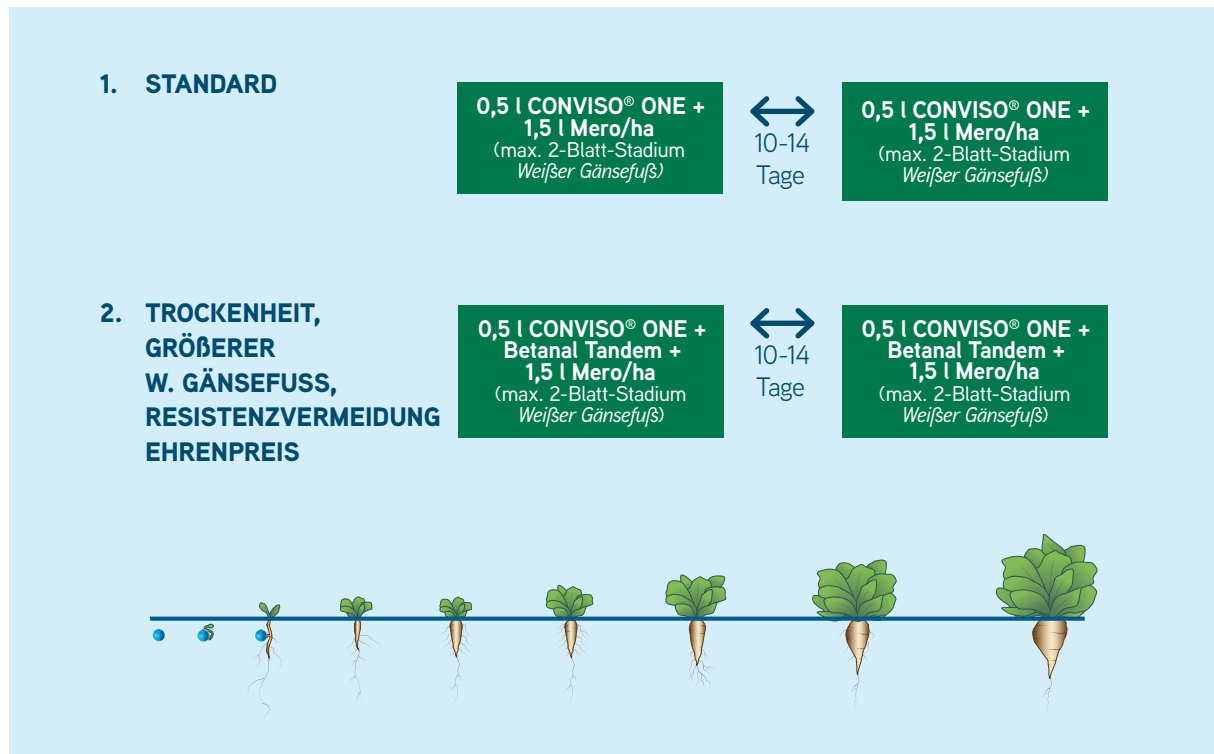 1. STANDARD
0,5 l CONVISO® ONE +
1,5 l Mero/ha
(max. 2-Blatt-Stadium
Weißer Gänsefuß)
10-14
Tage
0,5 l CONVISO® ONE +
1,5 l Mero/ha
(max. 2-Blatt-Stadium
Weißer Gänsefuß)
2. TROCKENHEIT,
GRÖßERER
W. GÄNSEFUSS,
RESISTENZVERMEIDUNG
EHRENPREIS
0,5 l CONVISO® ONE +
Betanal Tandem +
1,5 l Mero/ha
(max. 2-Blatt-Stadium
Weißer Gänsefuß)
10-14
Tage
0,5 l CONVISO® ONE +
Betanal Tandem +
1,5 l Mero/ha
(max. 2-Blatt-Stadium
Weißer Gänsefuß)